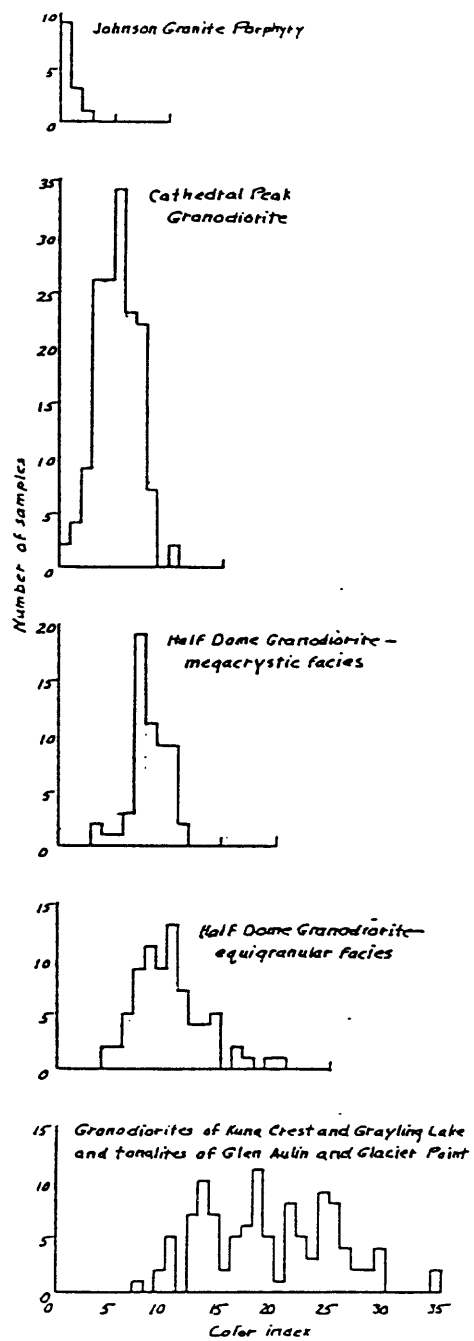 10
Johnson Granite Porphyry
5
0
35
Cathedral Peak
Granodiorite
30
25
20
15
10
5
0
Number of samples
20
Half Dome Granodiorite –
megacrystic facies
15
10
5
0
15
Half Dome Granodiorite –
equigranular facies
10
5
0
15
Granodiorites of Kuna Crest and Grayling Lake
and tonalites of Glen Aulin and Glacier Point
10
5
0
5 10 15 20 25 30 35
Color index